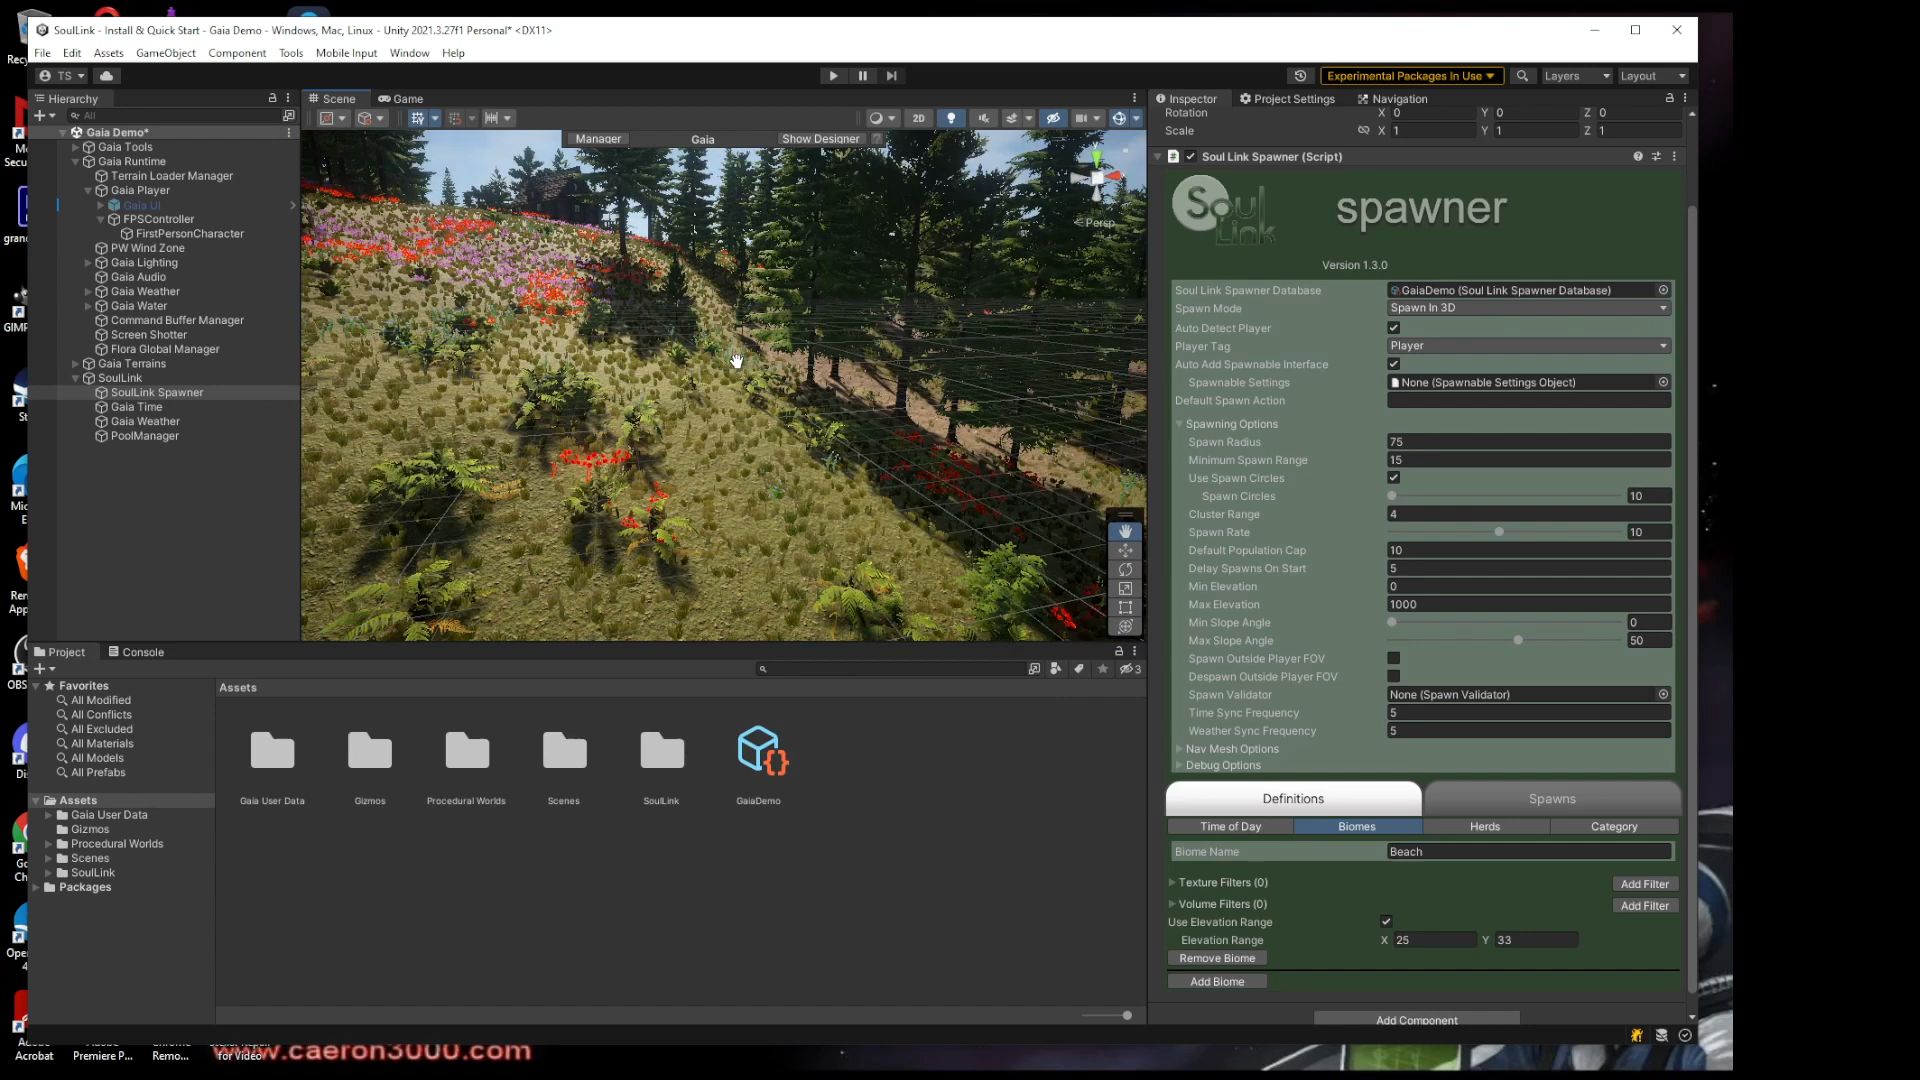 SoulLink - Install & Quick Start - Gaia Demo - Windows, Mac, Linux - Unity 2021.3.27f1 Personal* <DX11>
File Edit Assets GameObject Component Tools Mobile Input Window Help
TS
Experimental Packages In Use
Layers
Layout
Hierarchy
All
Gaia Demo*
Gaia Tools
Gaia Runtime
Terrain Loader Manager
Gaia Player
Gaia UI
FPSController
FirstPersonCharacter
PW Wind Zone
Gaia Lighting
Gaia Audio
Gaia Weather
Gaia Water
Command Buffer Manager
Screen Shotter
Flora Global Manager
Gaia Terrains
SoulLink
SoulLink Spawner
Gaia Time
Gaia Weather
PoolManager
Scene Game
2D
Manager Gaia Show Designer
Persp
Inspector Project Settings Navigation
Rotation X 0 Y 0 Z 0
Scale X 1 Y 1 Z 1
Soul Link Spawner (Script)
Soul Link
spawner
Version 1.3.0
Soul Link Spawner Database GaiaDemo (Soul Link Spawner Database)
Spawn Mode Spawn In 3D
Auto Detect Player
Player Tag Player
Auto Add Spawnable Interface
Spawnable Settings None (Spawnable Settings Object)
Default Spawn Action
Spawning Options
Spawn Radius 75
Minimum Spawn Range 15
Use Spawn Circles
Spawn Circles 10
Cluster Range 4
Spawn Rate 10
Default Population Cap 10
Delay Spawns On Start 5
Min Elevation 0
Max Elevation 1000
Min Slope Angle 0
Max Slope Angle 50
Spawn Outside Player FOV
Despawn Outside Player FOV
Spawn Validator None (Spawn Validator)
Time Sync Frequency 5
Weather Sync Frequency 5
Nav Mesh Options
Debug Options
Definitions Spawns
Time of Day Biomes Herds Category
Biome Name Beach
Texture Filters (0) Add Filter
Volume Filters (0) Add Filter
Use Elevation Range
Elevation Range X 25 Y 33
Remove Biome
Add Biome
Add Component
Project Console
3
Favorites
All Modified
All Conflicts
All Excluded
All Materials
All Models
All Prefabs
Assets
Gaia User Data
Gizmos
Procedural Worlds
Scenes
SoulLink
Packages
Assets
Gaia User Data Gizmos Procedural Worlds Scenes SoulLink GaiaDemo
Adobe Acrobat
Adobe Premiere P...
Chrome Remo...
for Video
www.caeron3000.com